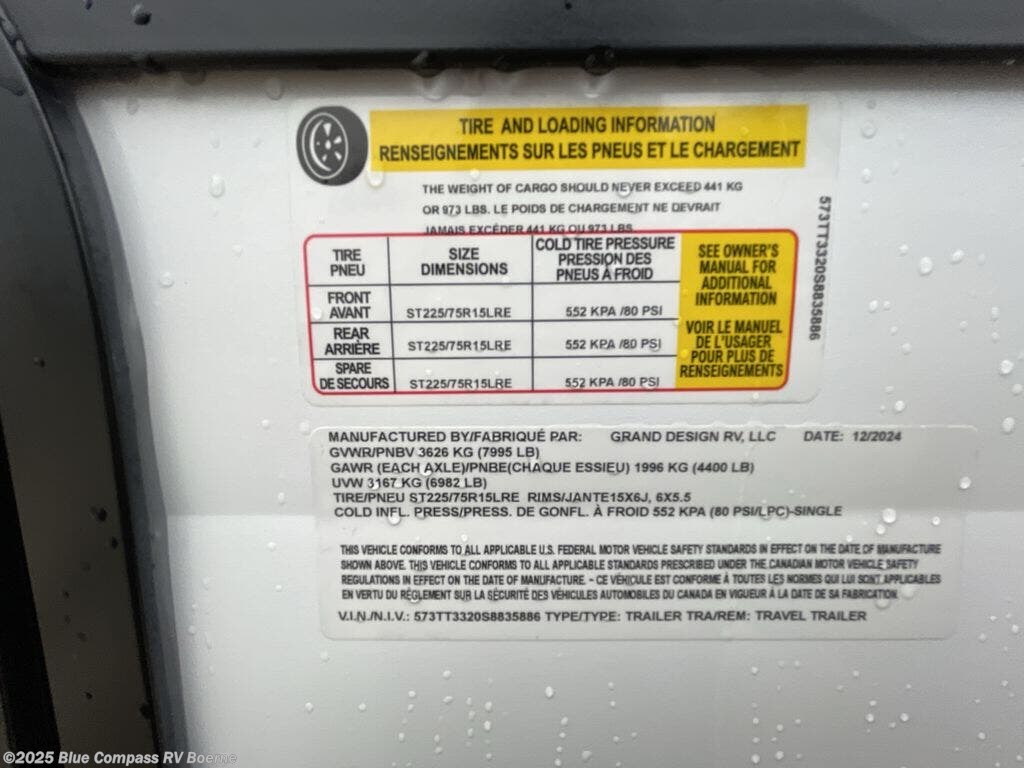 TIRE AND LOADING INFORMATION
RENSEIGNEMENTS SUR LES PNEUS ET LE CHARGEMENT
THE WEIGHT OF CARGO SHOULD NEVER EXCEED 441 KG
OR 973 LBS. LE POIDS DE CHARGEMENT NE DEVRAIT
JAMAIS EXCÉDER 441 KG OU 973 LBS
TIRE PNEU SIZE DIMENSIONS COLD TIRE PRESSURE PRESSION DES PNEUS À FROID
FRONT AVANT ST225/75R15LRE 552 KPA /80 PSI
REAR ARRIÈRE ST225/75R15LRE 552 KPA /80 PSI
SPARE DE SECOURS ST225/75R15LRE 552 KPA /80 PSI
SEE OWNER'S
MANUAL FOR
ADDITIONAL
INFORMATION
VOIR LE MANUEL
DE L'USAGER
POUR PLUS DE
RENSEIGNEMENTS
573TT3320S8835886
MANUFACTURED BY/FABRIQUÉ PAR: GRAND DESIGN RV, LLC DATE: 12/2024
GVWR/PNBV 3626 KG (7995 LB)
GAWR (EACH AXLE)/PNBE(CHAQUE ESSIEU) 1996 KG (4400 LB)
UVW 3167 KG (6982 LB)
TIRE/PNEU ST225/75R15LRE RIMS/JANTE15X6J, 6X5.5
COLD INFL. PRESS/PRESS. DE GONFL. À FROID 552 KPA (80 PSI/LPC)-SINGLE
THIS VEHICLE CONFORMS TO ALL APPLICABLE U.S. FEDERAL MOTOR VEHICLE SAFETY STANDARDS IN EFFECT ON THE DATE OF MANUFACTURE
SHOWN ABOVE. THIS VEHICLE CONFORMS TO ALL APPLICABLE STANDARDS PRESCRIBED UNDER THE CANADIAN MOTOR VEHICLE SAFETY
REGULATIONS IN EFFECT ON THE DATE OF MANUFACTURE. - CE VÉHICULE EST CONFORME À TOUTES LES NORMES QUI LUI SONT APPLICABLES
EN VERTU DU RÉGLEMENT SUR LA SÉCURITÉ DES VÉHICULES AUTOMOBILES DU CANADA EN VIGUEUR À LA DATE DE SA FABRICATION.
V.I.N./N.I.V.: 573TT3320S8835886 TYPE/TYPE: TRAILER TRA/REM: TRAVEL TRAILER
©2025 Blue Compass RV Boerne